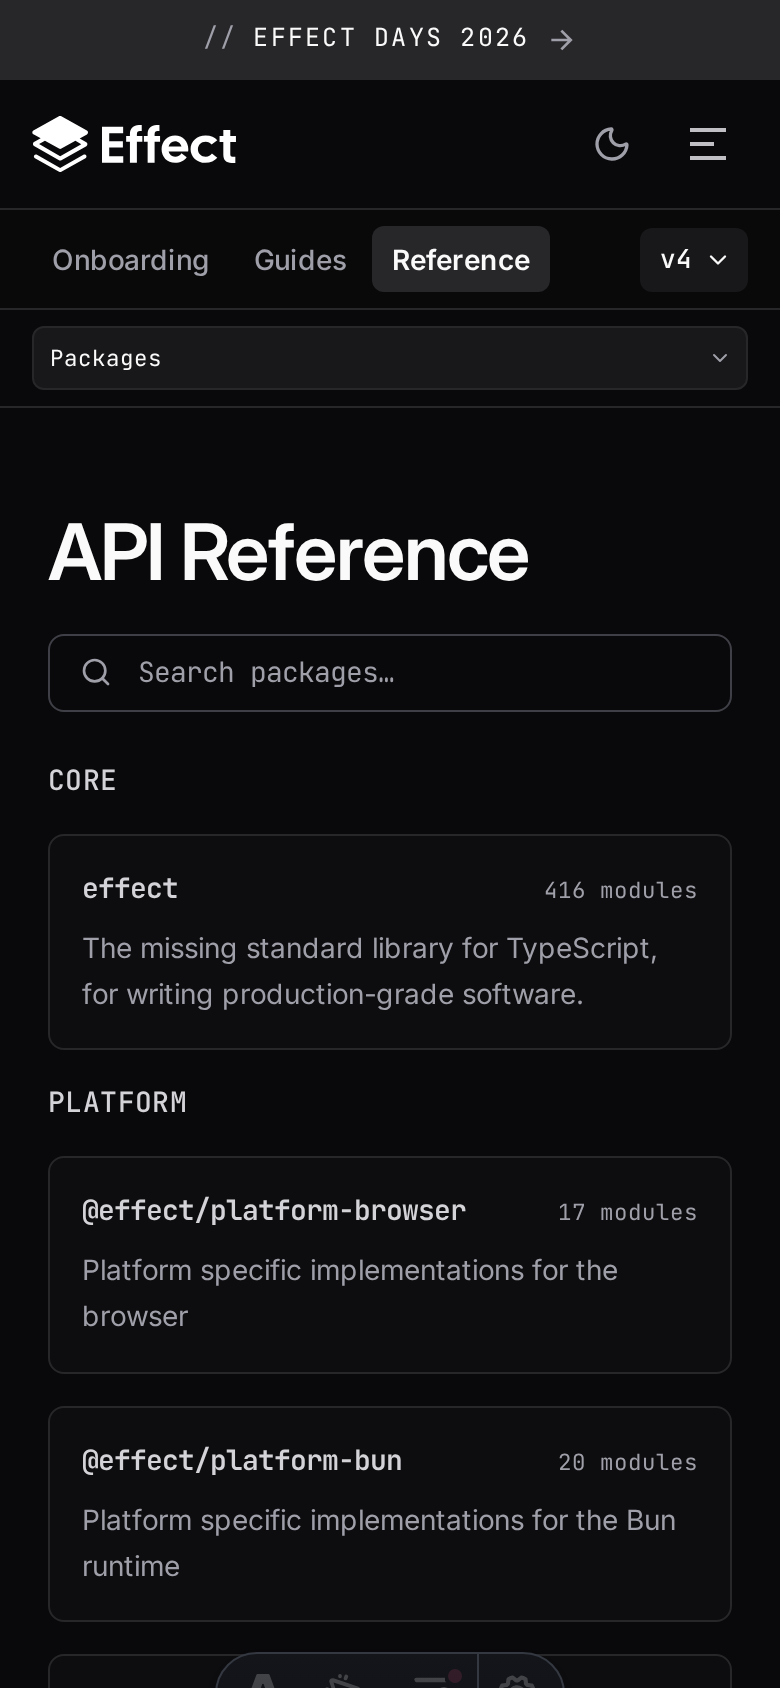 // EFFECT DAYS 2026 →
Effect
Onboarding Guides Reference v4
Packages
API Reference
Search packages…
CORE
effect 416 modules
The missing standard library for TypeScript,
for writing production-grade software.
PLATFORM
@effect/platform-browser 17 modules
Platform specific implementations for the
browser
@effect/platform-bun 20 modules
Platform specific implementations for the Bun
runtime